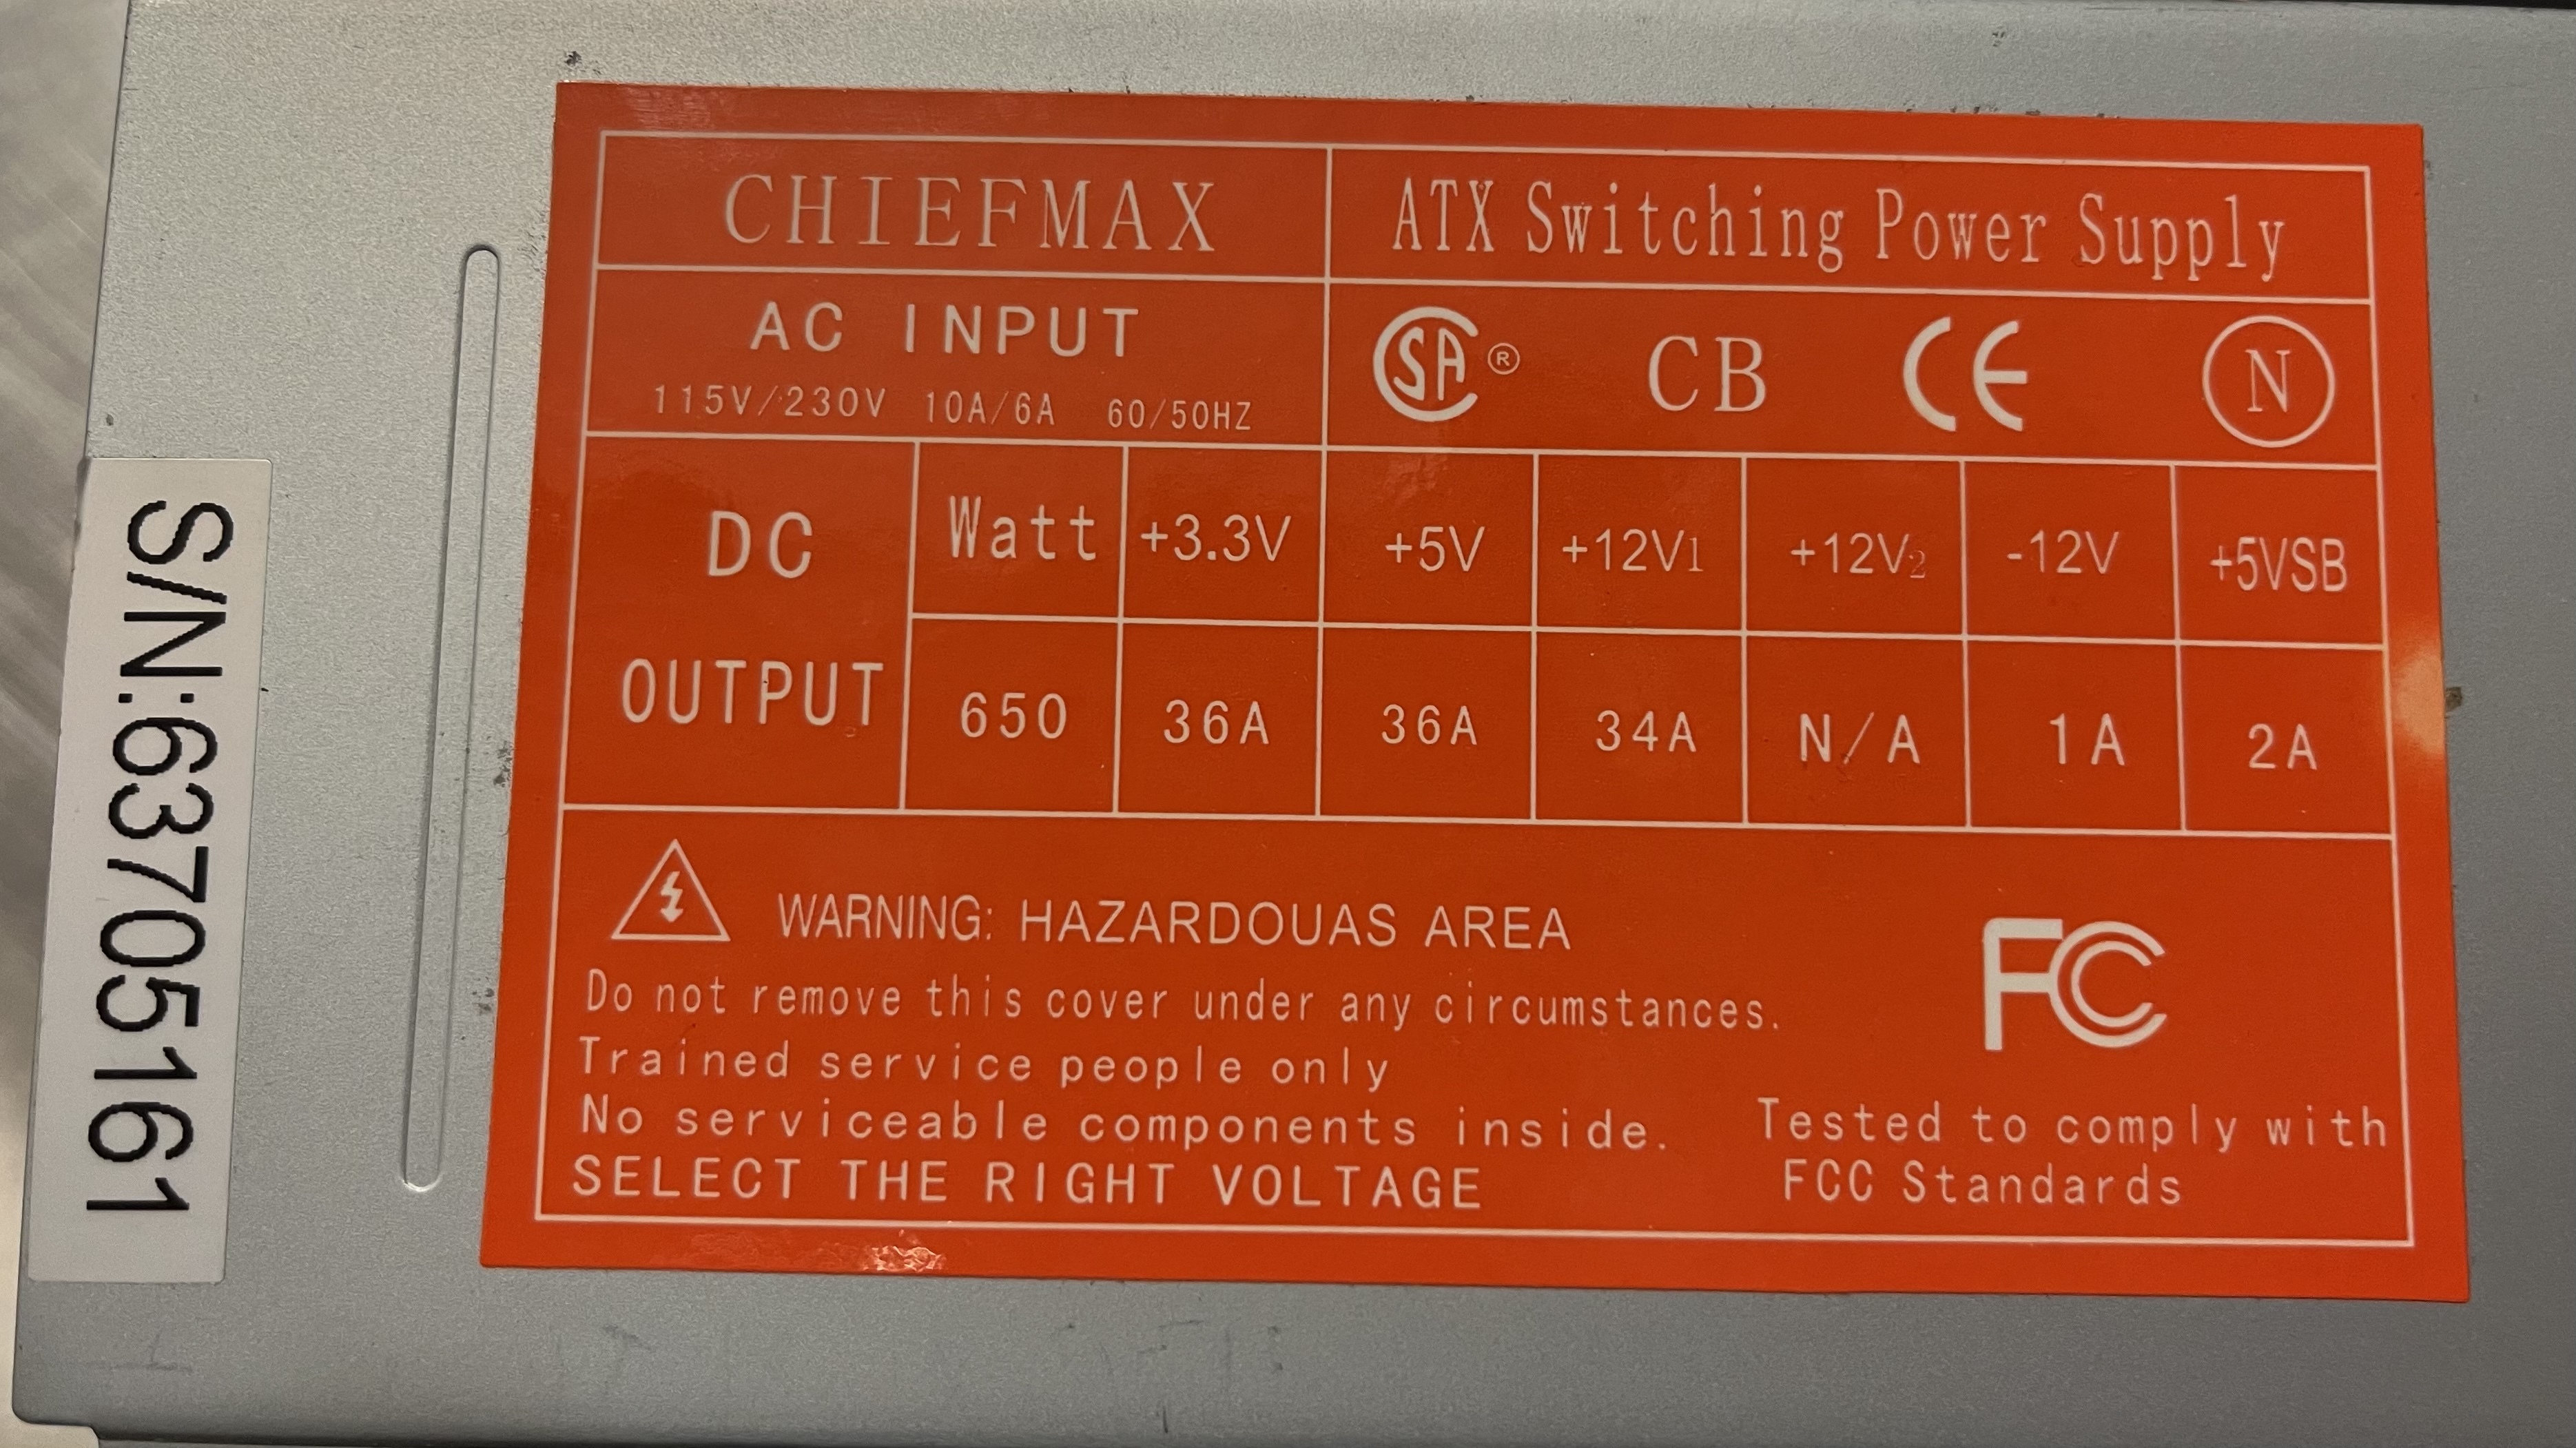 CHIEFMAX
ATX Switching Power Supply
AC INPUT
115V/230V 10A/6A 60/50HZ
SA® CB CE N
DC OUTPUT
Watt +3.3V +5V +12V1 +12V2 -12V +5VSB
650 36A 36A 34A N/A 1A 2A
WARNING: HAZARDOUAS AREA
Do not remove this cover under any circumstances.
Trained service people only
No serviceable components inside.
SELECT THE RIGHT VOLTAGE
FC
Tested to comply with
FCC Standards
S/N:63705161